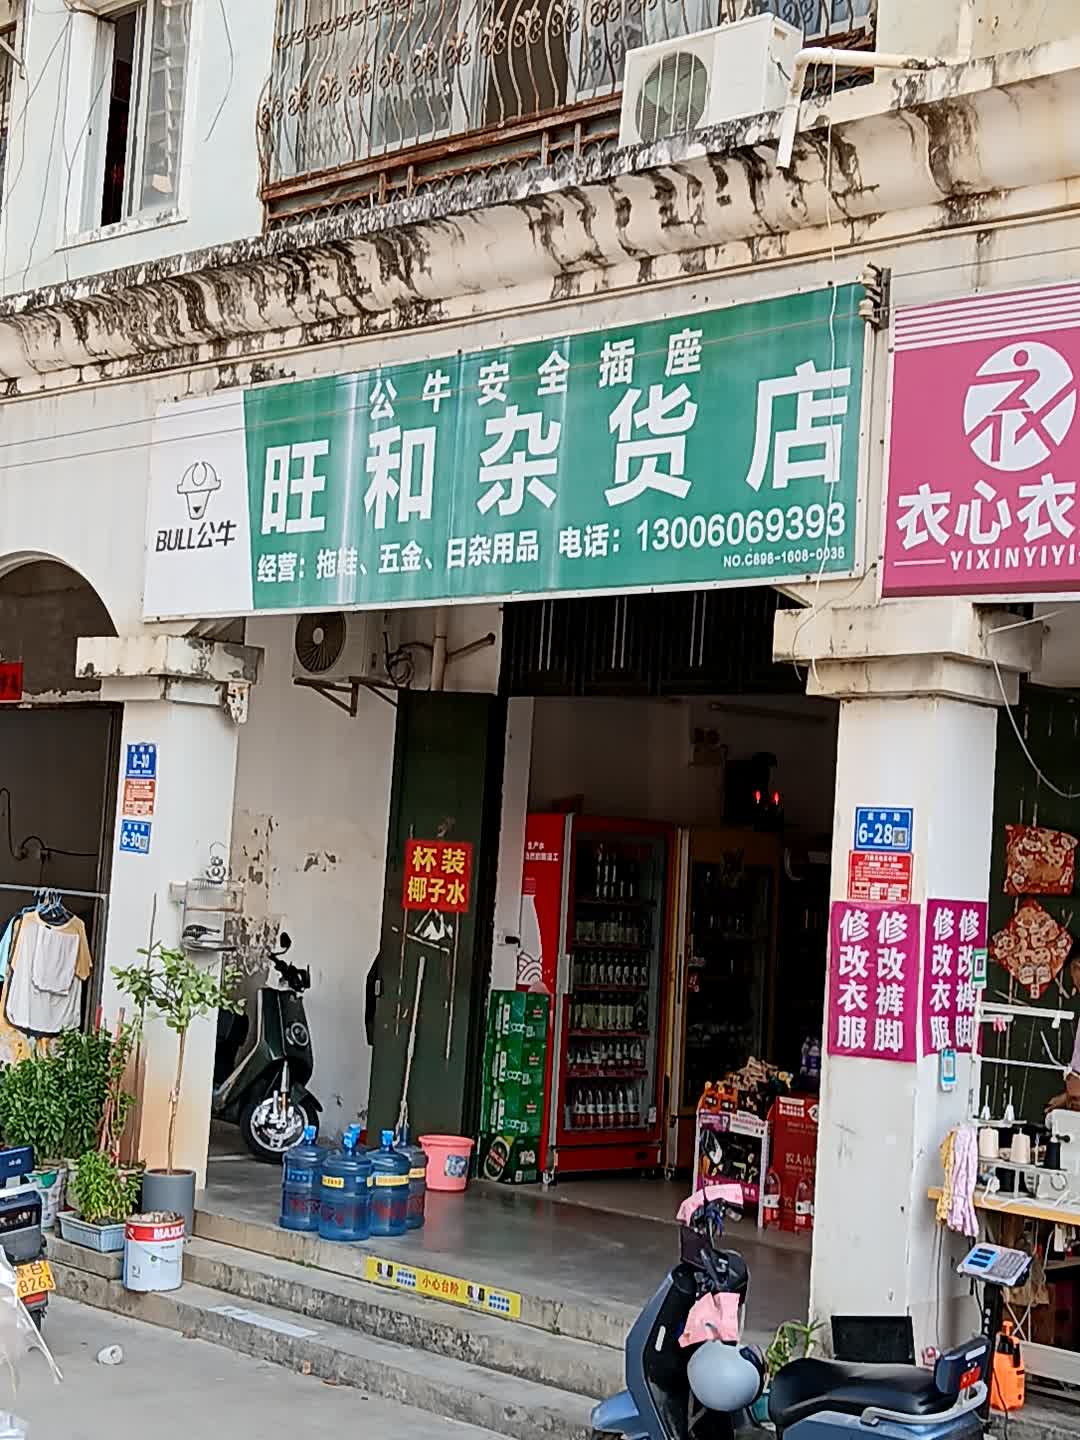 公牛安全插座
旺和杂货店
BULL公牛
经营：拖鞋、五金、日杂用品 电话：13006069393
NO.C898-1608-0036
衣心衣
YIXINYIYI
6-30
6-30
杯装
椰子水
6-28
修改衣服
修改裤脚
修改衣服
修改裤脚
小心台阶